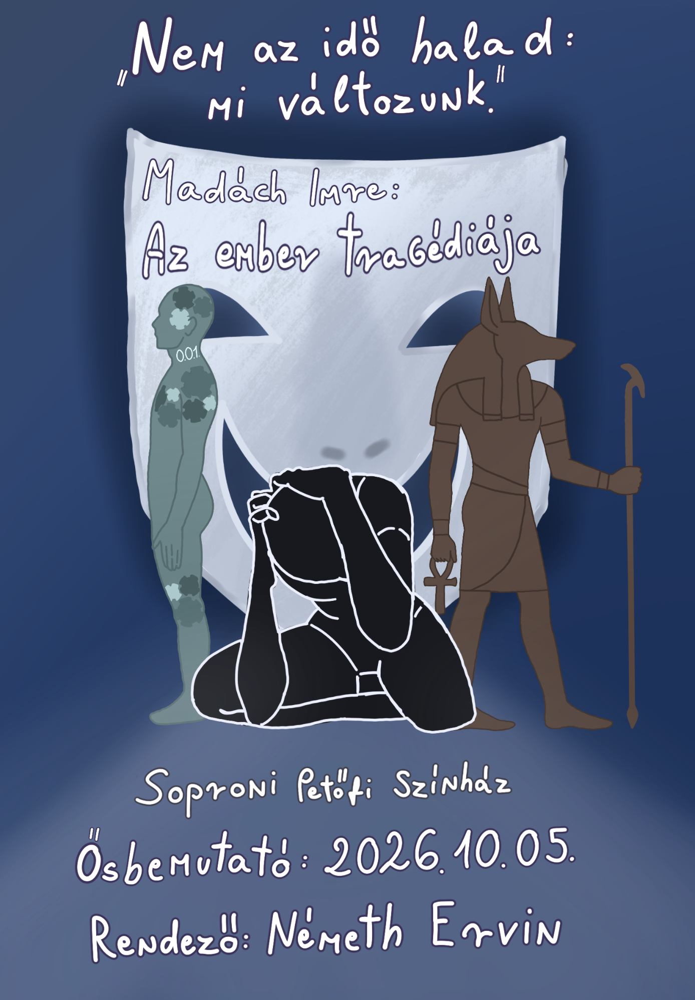 „Nem az idő halad:
mi változunk."
Madách Imre:
Az ember tragédiája
0.0.1.
Soproni Petőfi Színház
Ősbemutató: 2026.10.05.
Rendező: Németh Ervin